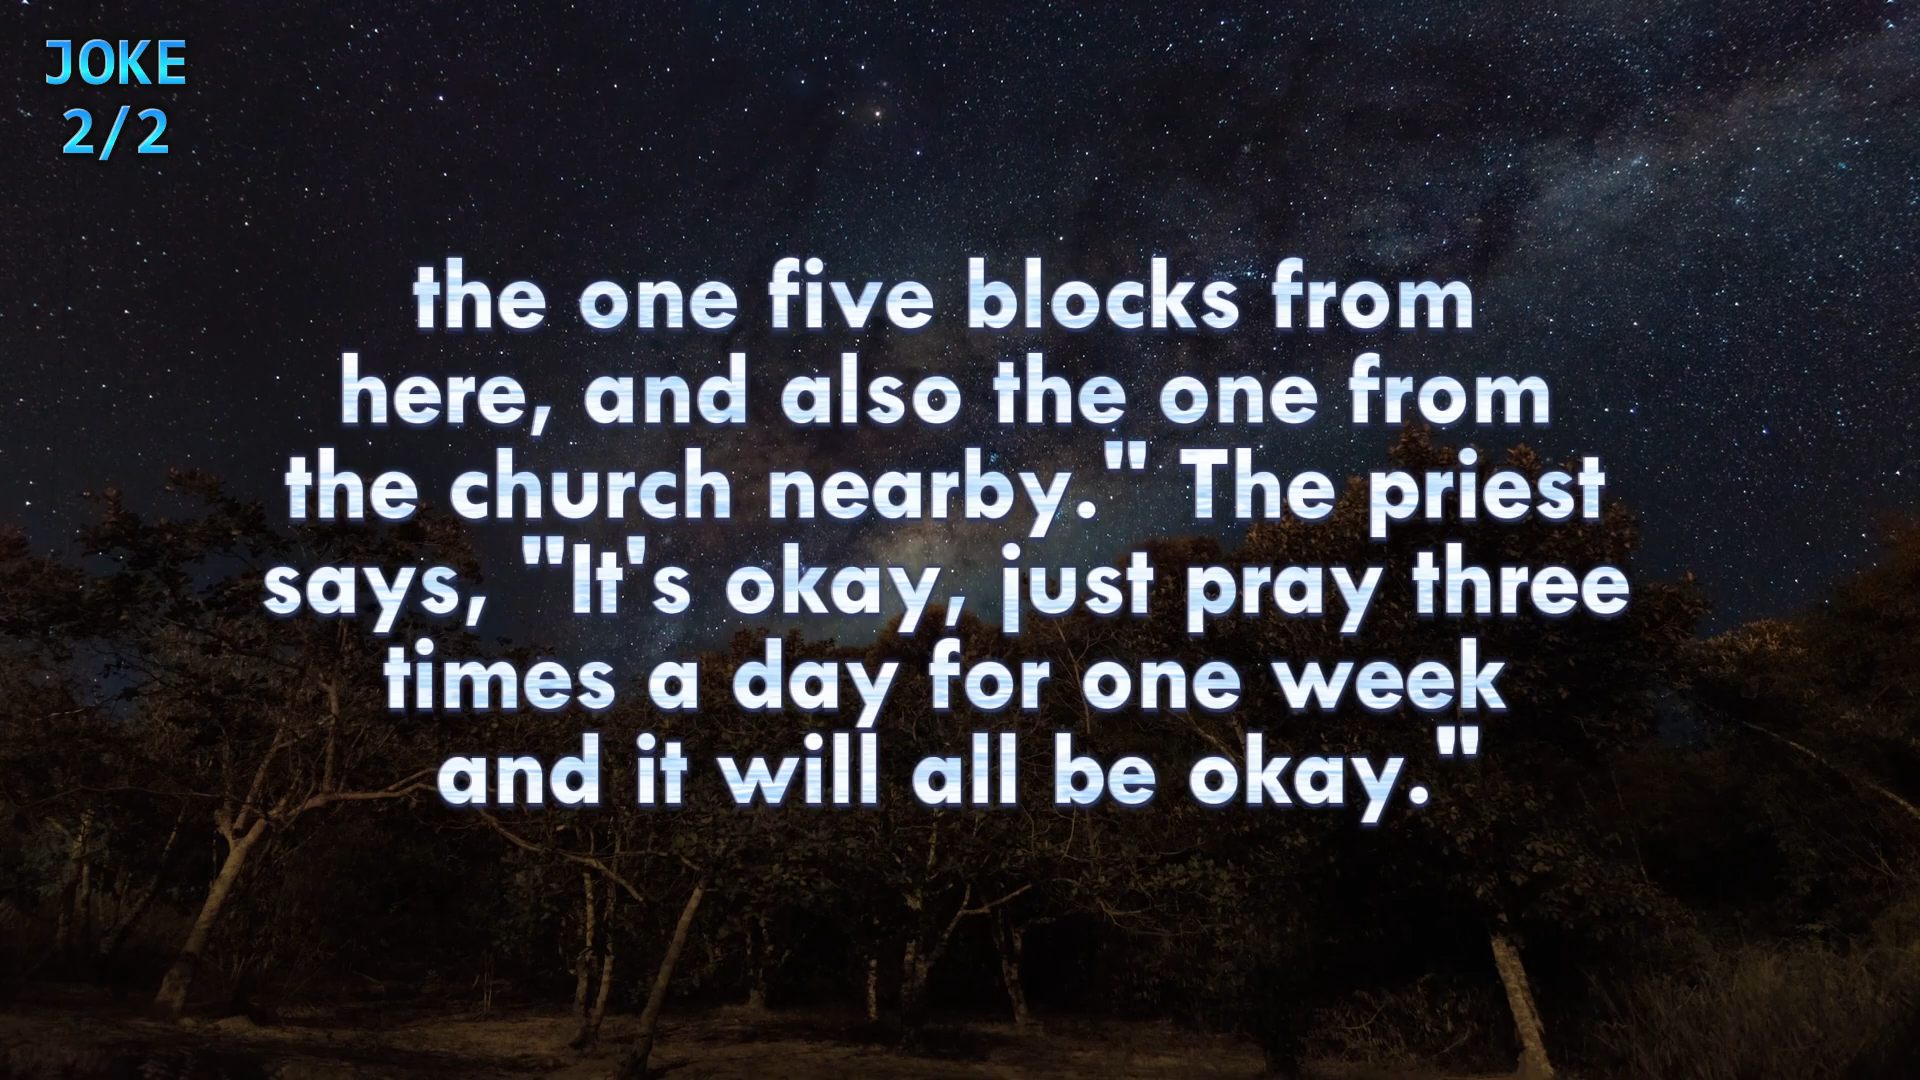 JOKE
2/2
the one five blocks from
here, and also the one from
the church nearby." The priest
says, "It's okay, just pray three
times a day for one week
and it will all be okay."